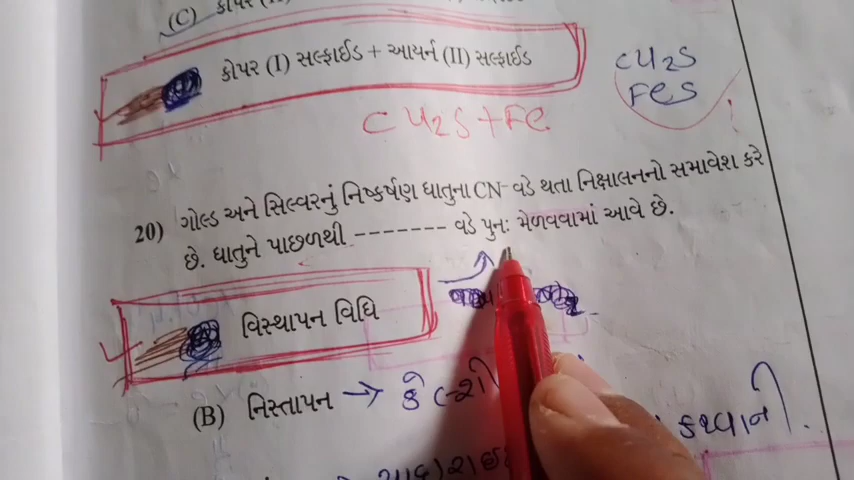 (C) કોપર
કોપર (I) સલ્ફાઈડ + આયર્ન (II) સલ્ફાઈડ
CU2S
FeS
CU2S+Fe
20) ગોલ્ડ અને સિલ્વરનું નિષ્કર્ષણ ધાતુના CN- વડે થતા નિક્ષાલનનો સમાવેશ કરે
છે. ધાતુને પાછળથી ------- વડે પુનઃ મેળવવામાં આવે છે.
વિસ્થાપન વિધિ
(B) નિસ્તાપન →